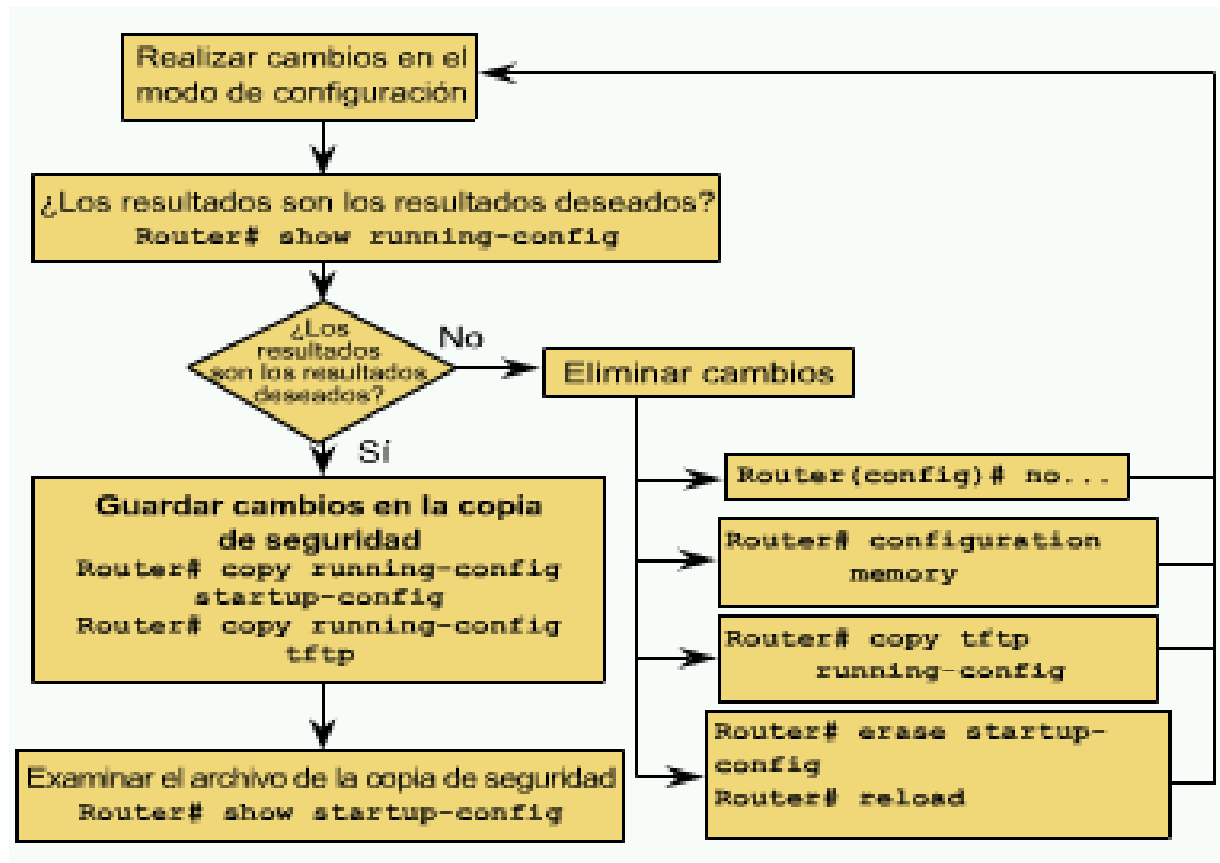 Realizar cambios en el
modo de configuración
¿Los resultados son los resultados deseados?
Router# show running-config
¿Los
resultados
son los resultados
deseados?
No
Eliminar cambios
Sí
Guardar cambios en la copia
de seguridad
Router# copy running-config
startup-config
Router# copy running-config
tftp
Examinar el archivo de la copia de seguridad
Router# show startup-config
Router(config)# no...
Router# configuration
memory
Router# copy tftp
running-config
Router# erase startup-
config
Router# reload